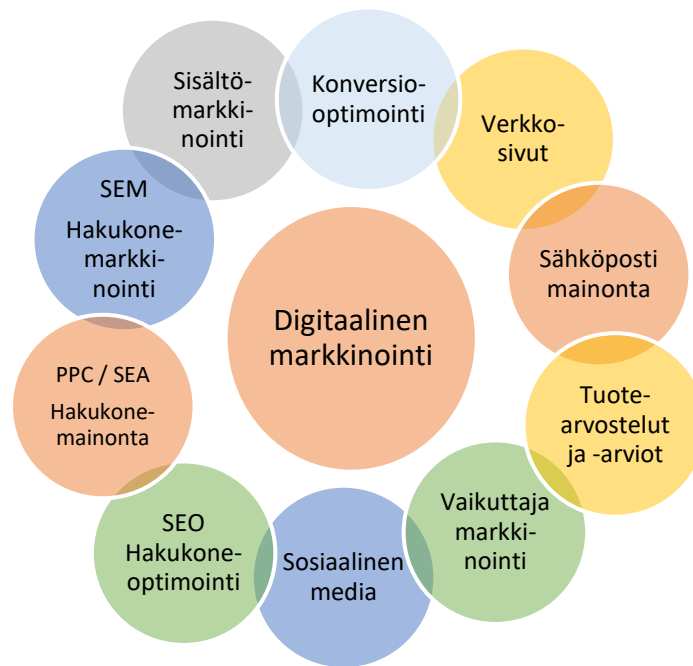 Konversio-
optimointi
Verkko-
sivut
Sähköposti
mainonta
Tuote-
arvostelut
ja -arviot
Vaikuttaja
markki-
nointi
Sosiaalinen
media
SEO
Hakukone-
optimointi
PPC / SEA
Hakukone-
mainonta
SEM
Hakukone-
markki-
nointi
Sisältö-
markki-
nointi
Digitaalinen
markkinointi